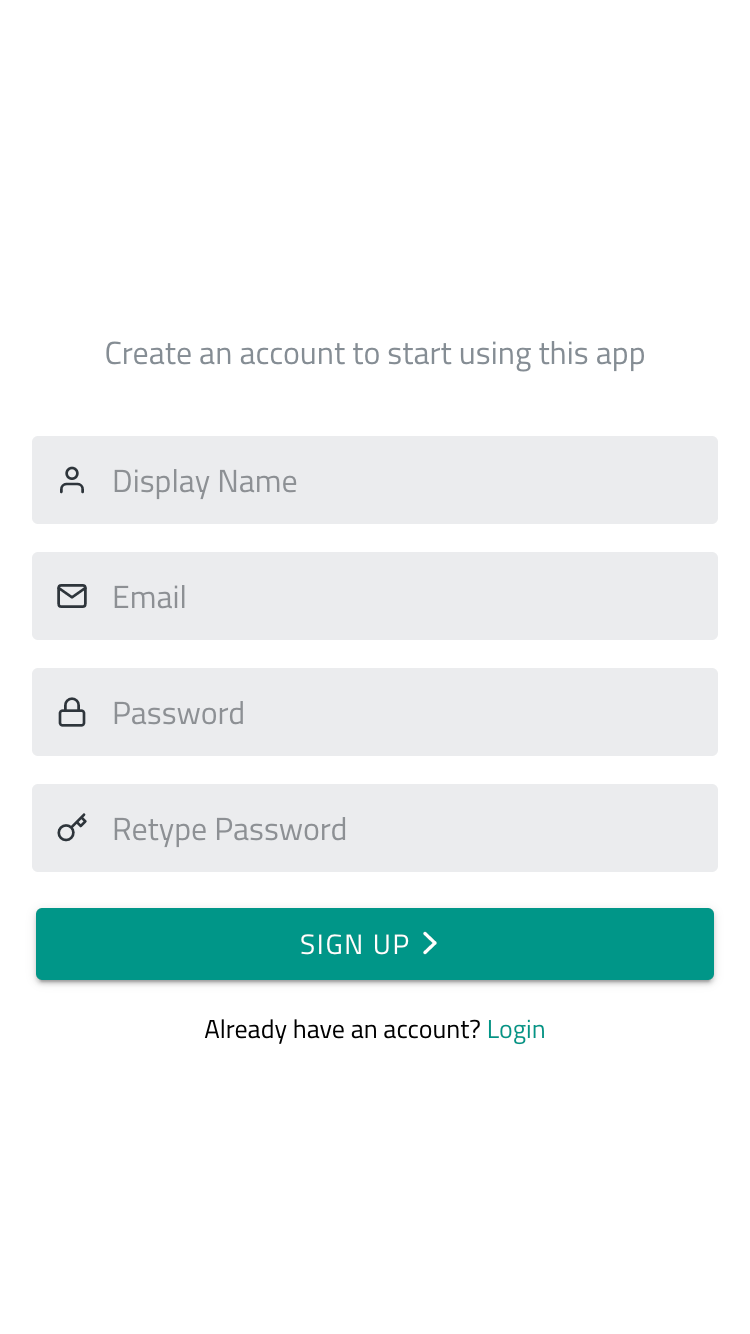 Create an account to start using this app
Display Name
Email
Password
Retype Password
SIGN UP
Already have an account? Login